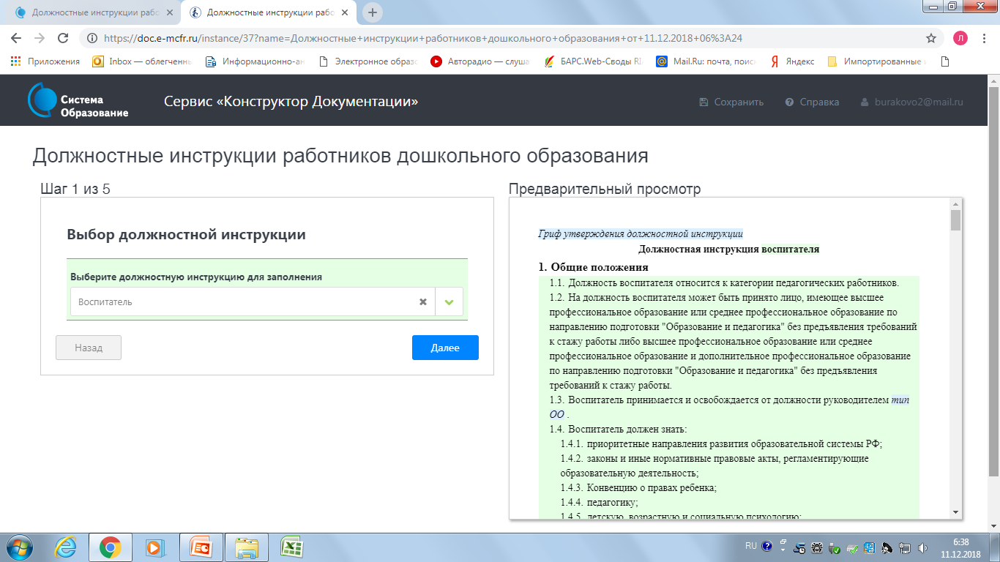 Должностные инструкции рабо
Должностные инструкции рабо
https://doc.e-mcfr.ru/instance/37?name=Должностные+инструкции+работников+дошкольного+образования+от+11.12.2018+06%3A24
Л
Приложения
Inbox — облегченн
Информационно-ан
Электронное образо
Авторадио — слуша
БАРС.Web-Своды RI
Mail.Ru: почта, поис
Яндекс
Импортированные
Система
Образование
Сервис «Конструктор Документации»
Сохранить
Справка
burakovo2@mail.ru
Должностные инструкции работников дошкольного образования
Шаг 1 из 5
Выбор должностной инструкции
Выберите должностную инструкцию для заполнения
Воспитатель
Назад
Далее
Предварительный просмотр
Гриф утверждения должностной инструкции
Должностная инструкция воспитателя
1. Общие положения
1.1. Должность воспитателя относится к категории педагогических работников.
1.2. На должность воспитателя может быть принято лицо, имеющее высшее
профессиональное образование или среднее профессиональное образование по
направлению подготовки "Образование и педагогика" без предъявления требований
к стажу работы либо высшее профессиональное образование или среднее
профессиональное образование и дополнительное профессиональное образование
по направлению подготовки "Образование и педагогика" без предъявления
требований к стажу работы.
1.3. Воспитатель принимается и освобождается от должности руководителем тип
ОО .
1.4. Воспитатель должен знать:
1.4.1. приоритетные направления развития образовательной системы РФ;
1.4.2. законы и иные нормативные правовые акты, регламентирующие
образовательную деятельность;
1.4.3. Конвенцию о правах ребенка;
1.4.4. педагогику;
1.4.5. детскую, возрастную и социальную психологию;
RU
6:38
11.12.2018